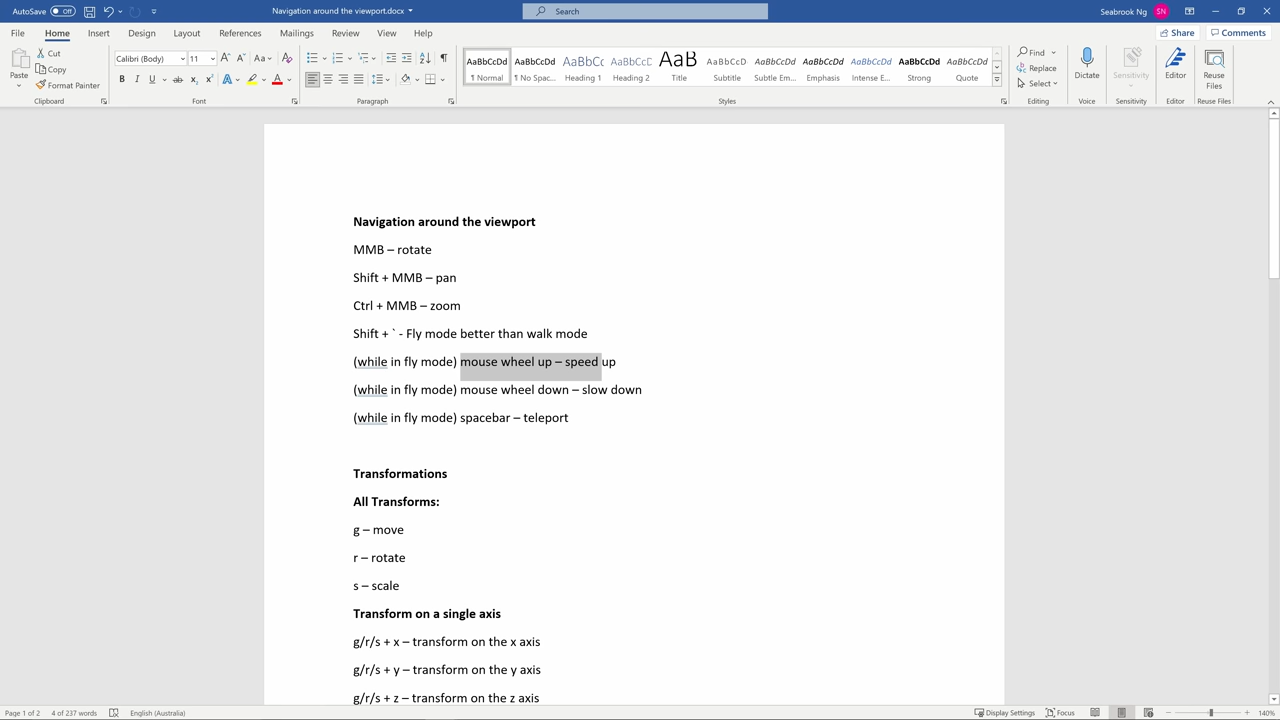 AutoSave Off Navigation around the viewport.docx Search Seabrook Ng SN
File Home Insert Design Layout References Mailings Review View Help Share Comments
Paste Cut Copy Format Painter Clipboard
Calibri (Body) 11 Font
Paragraph
AaBbCcDd AaBbCcDd AaBbCc AaBbCcD AaB AaBbCcD AaBbCcDd AaBbCcDd AaBbCcDd AaBbCcDd AaBbCcDd
¶ Normal ¶ No Spac... Heading 1 Heading 2 Title Subtitle Subtle Em... Emphasis Intense E... Strong Quote
Styles
Find Replace Select Editing
Dictate Voice
Sensitivity Sensitivity
Editor Editor
Reuse Files Reuse Files
Navigation around the viewport
MMB – rotate
Shift + MMB – pan
Ctrl + MMB – zoom
Shift + ` - Fly mode better than walk mode
(while in fly mode) mouse wheel up – speed up
(while in fly mode) mouse wheel down – slow down
(while in fly mode) spacebar – teleport
Transformations
All Transforms:
g – move
r – rotate
s – scale
Transform on a single axis
g/r/s + x – transform on the x axis
g/r/s + y – transform on the y axis
g/r/s + z – transform on the z axis
Page 1 of 2 4 of 237 words English (Australia) Display Settings Focus 140%